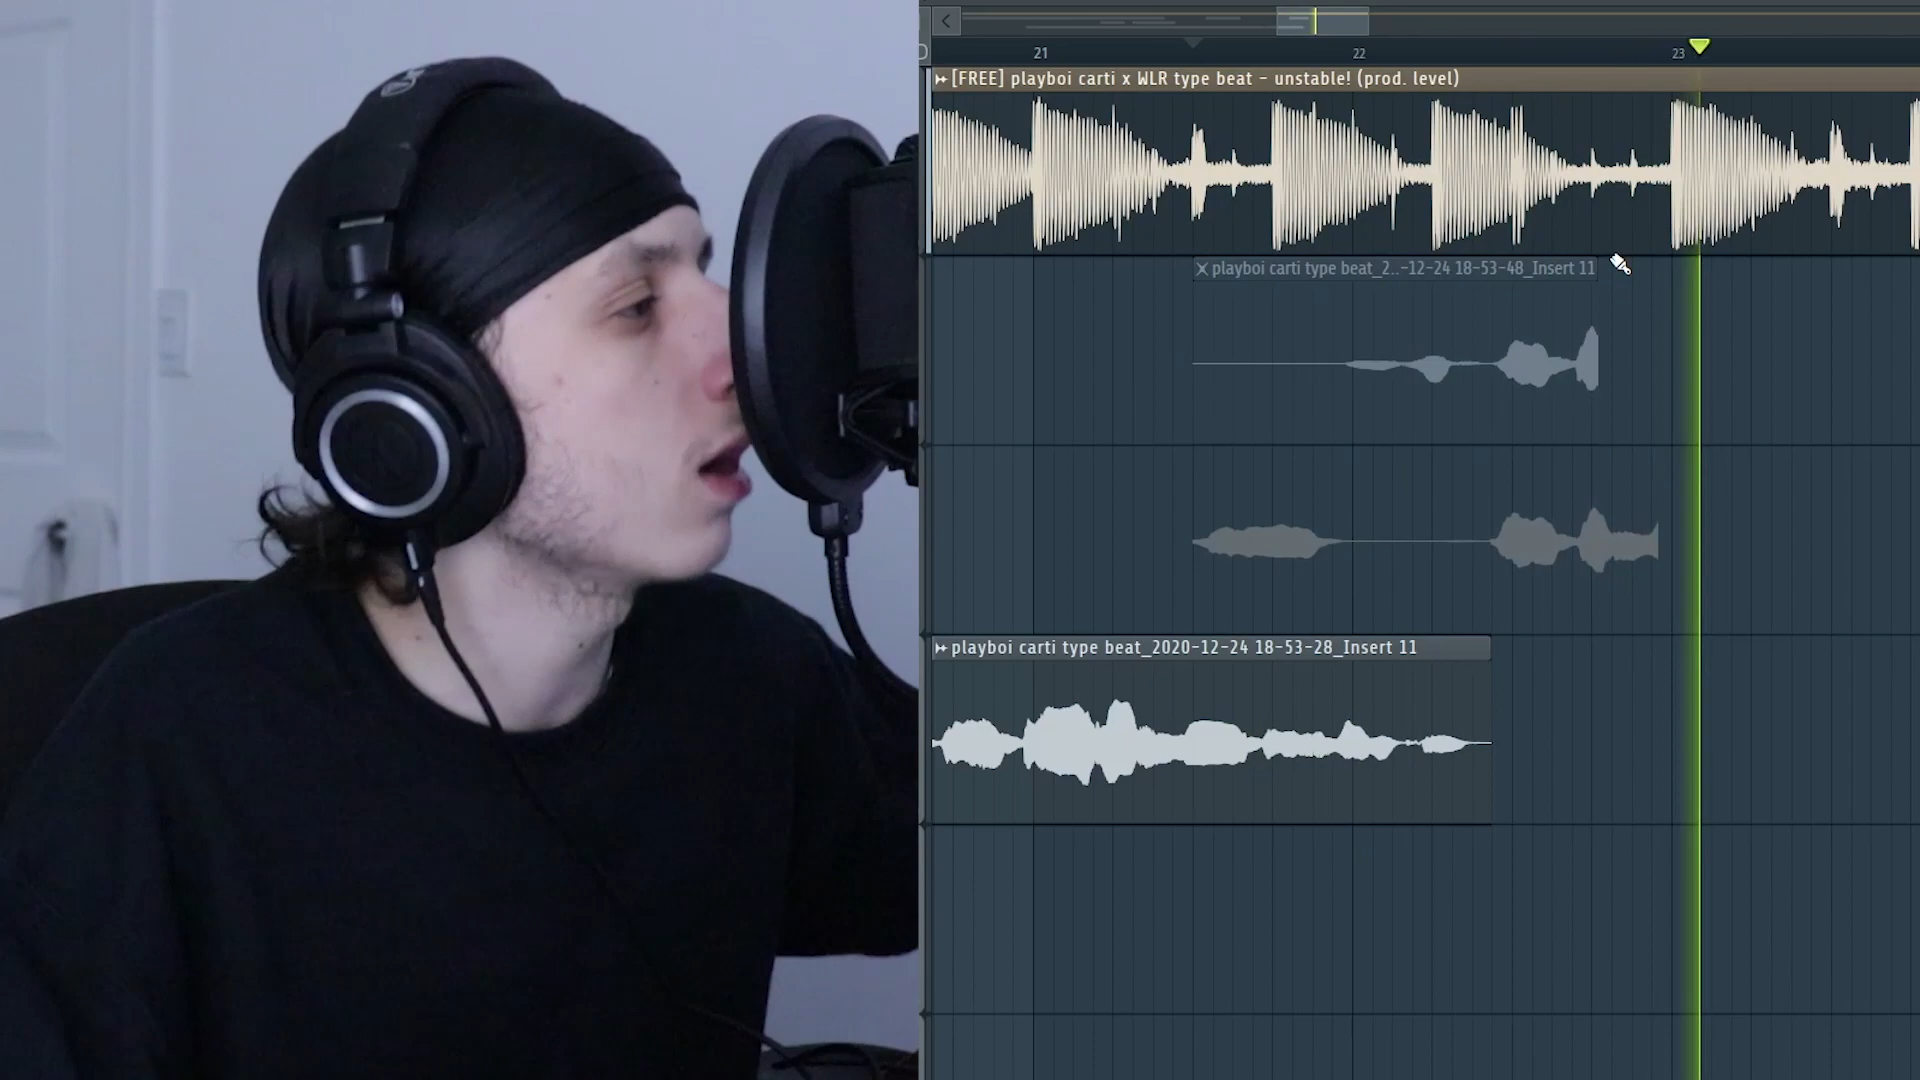 21
22
23
[FREE] playboi carti x WLR type beat - unstable! (prod. level)
playboi carti type beat_2..-12-24 18-53-48_Insert 11
playboi carti type beat_2020-12-24 18-53-28_Insert 11